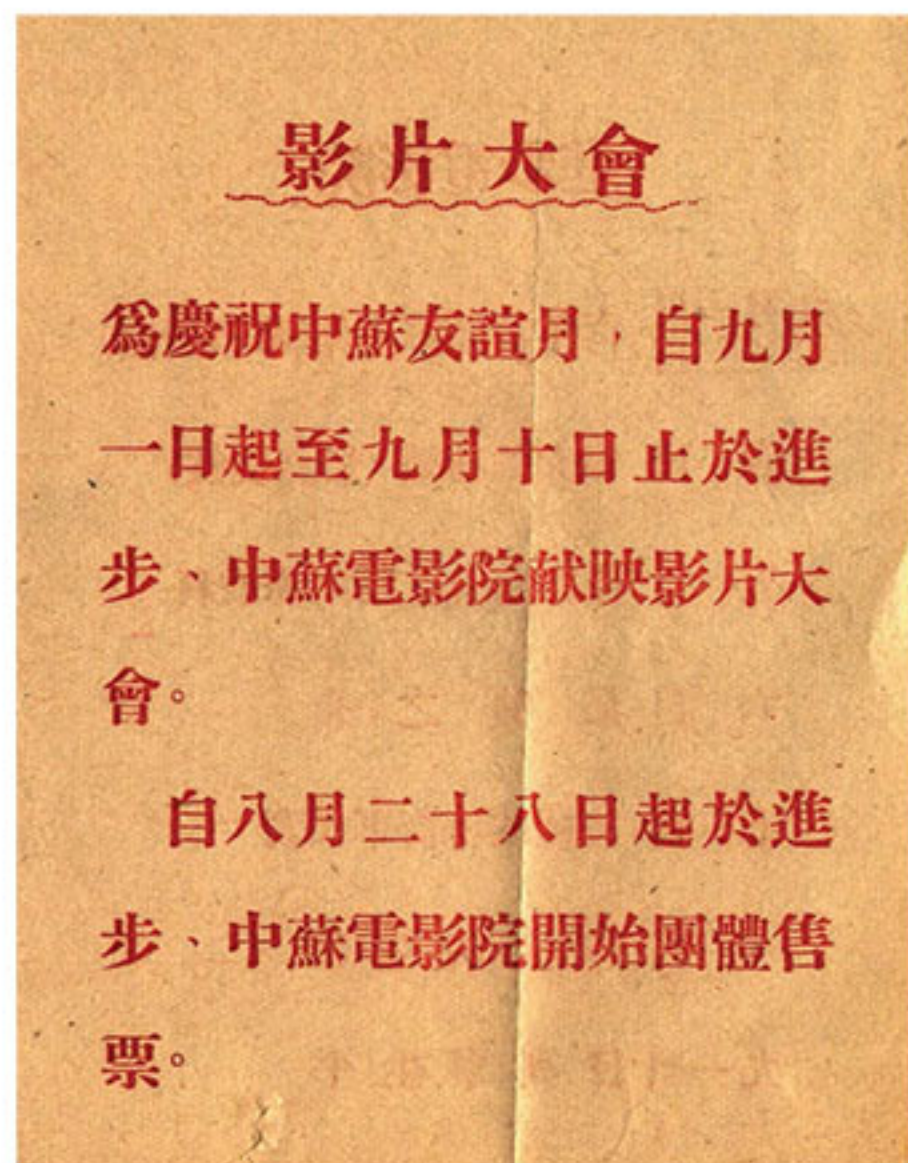 影片大會
爲慶祝中蘇友誼月，自九月
一日起至九月十日止於進
步、中蘇電影院献映影片大
會。
自八月二十八日起於進
步、中蘇電影院開始團體售
票。